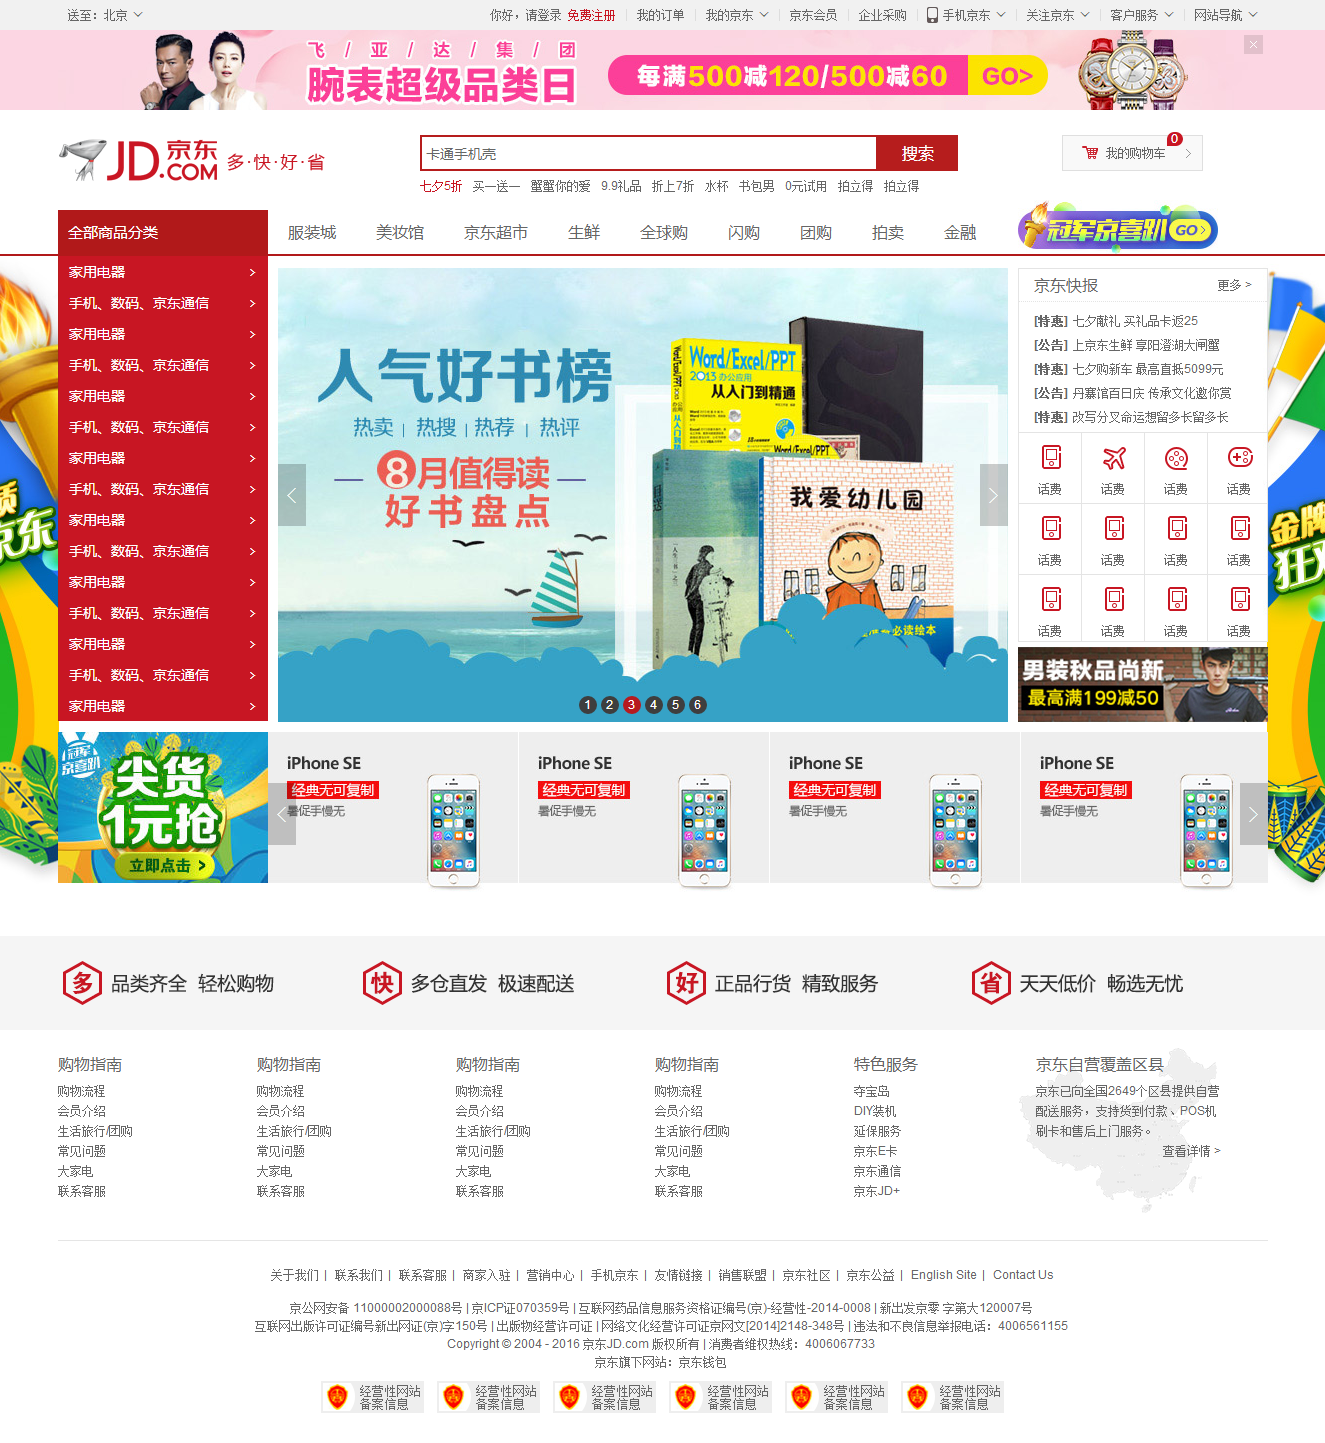 送至：北京
你好，请登录 免费注册 我的订单 我的京东 京东会员 企业采购 手机京东 关注京东 客户服务 网站导航
飞/亚/达/集/团
腕表超级品类日
每满500减120/500减60 GO>
JD京东
.COM
多·快·好·省
卡通手机壳 搜索
我的购物车 0
七夕5折 买一送一 蟹蟹你的爱 9.9礼品 折上7折 水杯 书包男 0元试用 拍立得 拍立得
全部商品分类 服装城 美妆馆 京东超市 生鲜 全球购 闪购 团购 拍卖 金融
冠军京喜趴 GO
家用电器
手机、数码、京东通信
家用电器
手机、数码、京东通信
家用电器
手机、数码、京东通信
家用电器
手机、数码、京东通信
家用电器
手机、数码、京东通信
家用电器
手机、数码、京东通信
家用电器
手机、数码、京东通信
家用电器
京东
金牌
人气好书榜
热卖 | 热搜 | 热荐 | 热评
8月值得读
好书盘点
Word/Excel/PPT
2013办公应用
从入门到精通
Word/Excel/PPT
我爱幼儿园
必读绘本
1 2 3 4 5 6
京东快报 更多 >
[特惠] 七夕献礼 买礼品卡返25
[公告] 上京东生鲜 享阳澄湖大闸蟹
[特惠] 七夕购新车 最高直抵5099元
[公告] 丹寨馆百日庆 传承文化邀你赏
[特惠] 改写分叉命运想留多长留多长
话费 话费 话费 话费
话费 话费 话费 话费
话费 话费 话费 话费
男装秋品尚新
最高满199减50
冠军
京喜趴
尖货
1元抢
立即点击 >
iPhone SE
经典无可复制
暑促手慢无
iPhone SE
经典无可复制
暑促手慢无
iPhone SE
经典无可复制
暑促手慢无
iPhone SE
经典无可复制
暑促手慢无
多 品类齐全 轻松购物
快 多仓直发 极速配送
好 正品行货 精致服务
省 天天低价 畅选无忧
购物指南
购物流程
会员介绍
生活旅行/团购
常见问题
大家电
联系客服
购物指南
购物流程
会员介绍
生活旅行/团购
常见问题
大家电
联系客服
购物指南
购物流程
会员介绍
生活旅行/团购
常见问题
大家电
联系客服
购物指南
购物流程
会员介绍
生活旅行/团购
常见问题
大家电
联系客服
特色服务
夺宝岛
DIY装机
延保服务
京东E卡
京东通信
京东JD+
京东自营覆盖区县
京东已向全国2649个区县提供自营
配送服务，支持货到付款、POS机
刷卡和售后上门服务。
查看详情 >
关于我们 | 联系我们 | 联系客服 | 商家入驻 | 营销中心 | 手机京东 | 友情链接 | 销售联盟 | 京东社区 | 京东公益 | English Site | Contact Us
京公网安备 11000002000088号 | 京ICP证070359号 | 互联网药品信息服务资格证编号(京)-经营性-2014-0008 | 新出发京零 字第大120007号
互联网出版许可证编号新出网证(京)字150号 | 出版物经营许可证 | 网络文化经营许可证京网文[2014]2148-348号 | 违法和不良信息举报电话：4006561155
Copyright © 2004 - 2016 京东JD.com 版权所有 | 消费者维权热线：4006067733
京东旗下网站：京东钱包
经营性网站
备案信息
经营性网站
备案信息
经营性网站
备案信息
经营性网站
备案信息
经营性网站
备案信息
经营性网站
备案信息